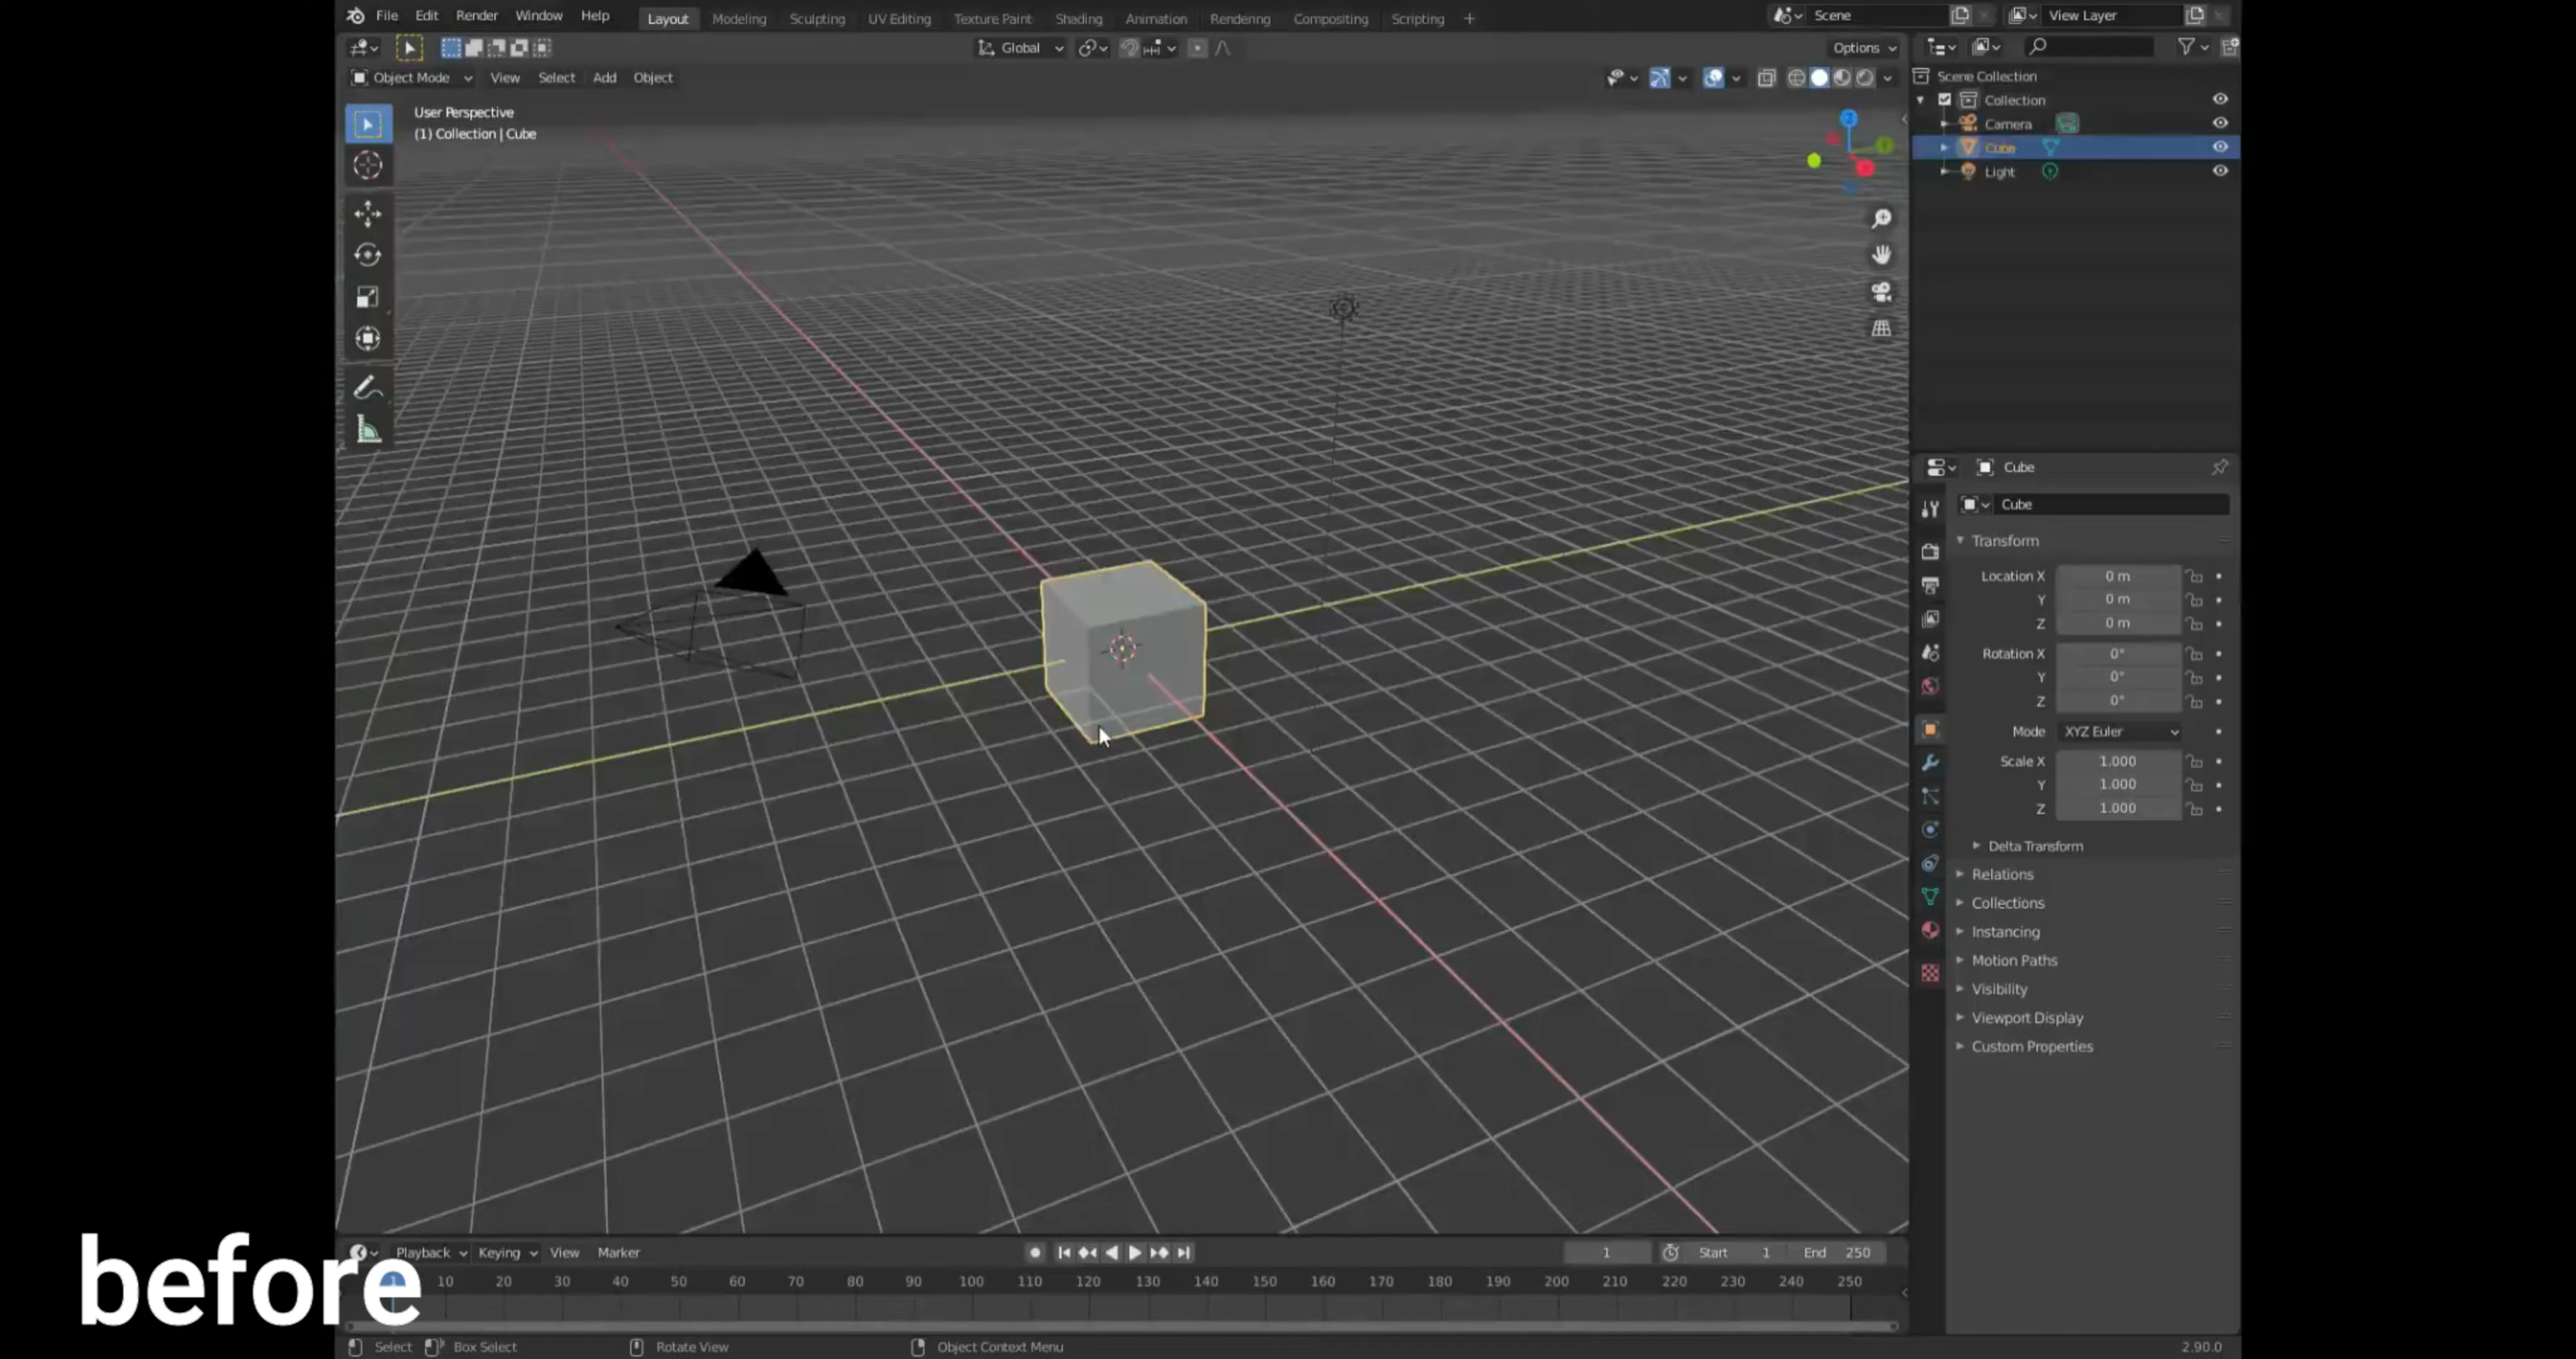 File Edit Render Window Help Layout Modeling Sculpting UV Editing Texture Paint Shading Animation Rendering Compositing Scripting + Scene View Layer
Global Options
Object Mode View Select Add Object
User Perspective
(1) Collection | Cube
Z
Y
X
Scene Collection
Collection
Camera
Cube
Light
Cube
Cube
Transform
Location X 0 m
Y 0 m
Z 0 m
Rotation X 0°
Y 0°
Z 0°
Mode XYZ Euler
Scale X 1.000
Y 1.000
Z 1.000
Delta Transform
Relations
Collections
Instancing
Motion Paths
Visibility
Viewport Display
Custom Properties
Playback Keying View Marker 1 Start 1 End 250
1 10 20 30 40 50 60 70 80 90 100 110 120 130 140 150 160 170 180 190 200 210 220 230 240 250
before
Select Box Select Rotate View Object Context Menu 2.90.0